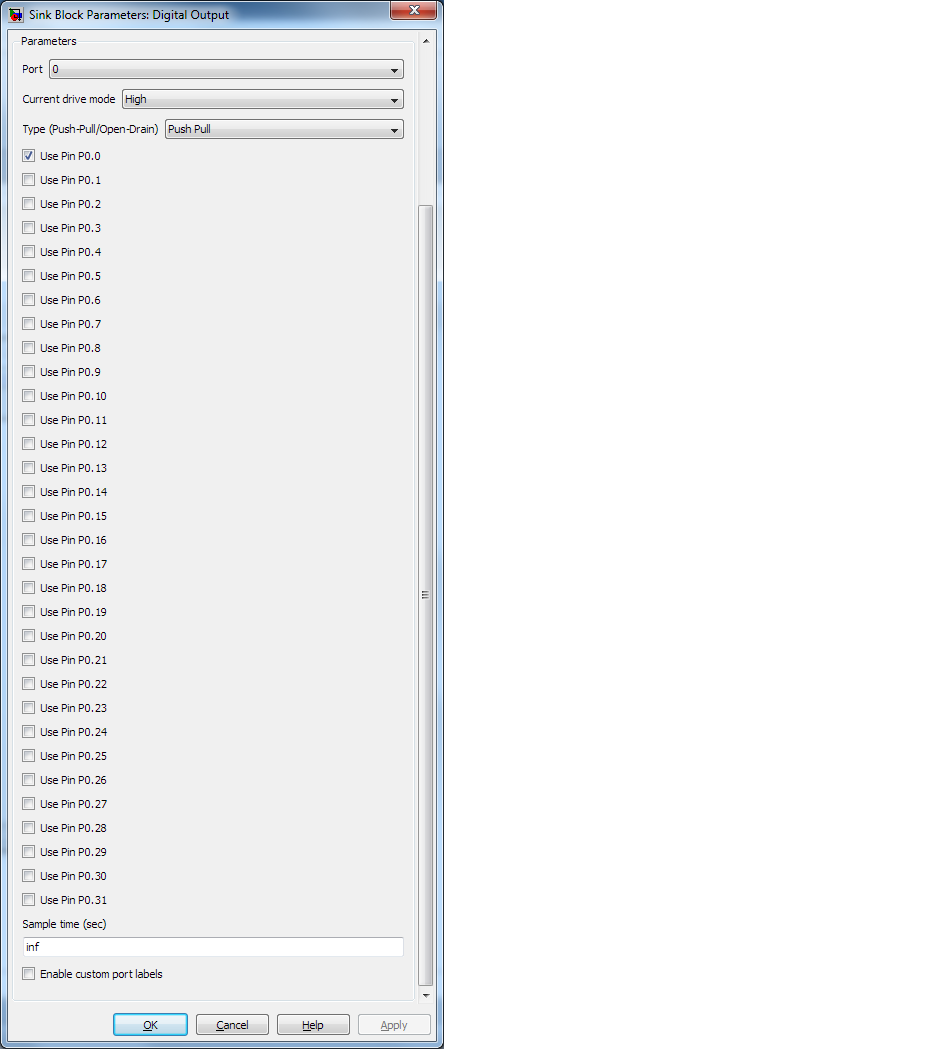 Sink Block Parameters: Digital Output
Parameters
Port 0
Current drive mode High
Type (Push-Pull/Open-Drain) Push Pull
Use Pin P0.0
Use Pin P0.1
Use Pin P0.2
Use Pin P0.3
Use Pin P0.4
Use Pin P0.5
Use Pin P0.6
Use Pin P0.7
Use Pin P0.8
Use Pin P0.9
Use Pin P0.10
Use Pin P0.11
Use Pin P0.12
Use Pin P0.13
Use Pin P0.14
Use Pin P0.15
Use Pin P0.16
Use Pin P0.17
Use Pin P0.18
Use Pin P0.19
Use Pin P0.20
Use Pin P0.21
Use Pin P0.22
Use Pin P0.23
Use Pin P0.24
Use Pin P0.25
Use Pin P0.26
Use Pin P0.27
Use Pin P0.28
Use Pin P0.29
Use Pin P0.30
Use Pin P0.31
Sample time (sec)
inf
Enable custom port labels
OK Cancel Help Apply